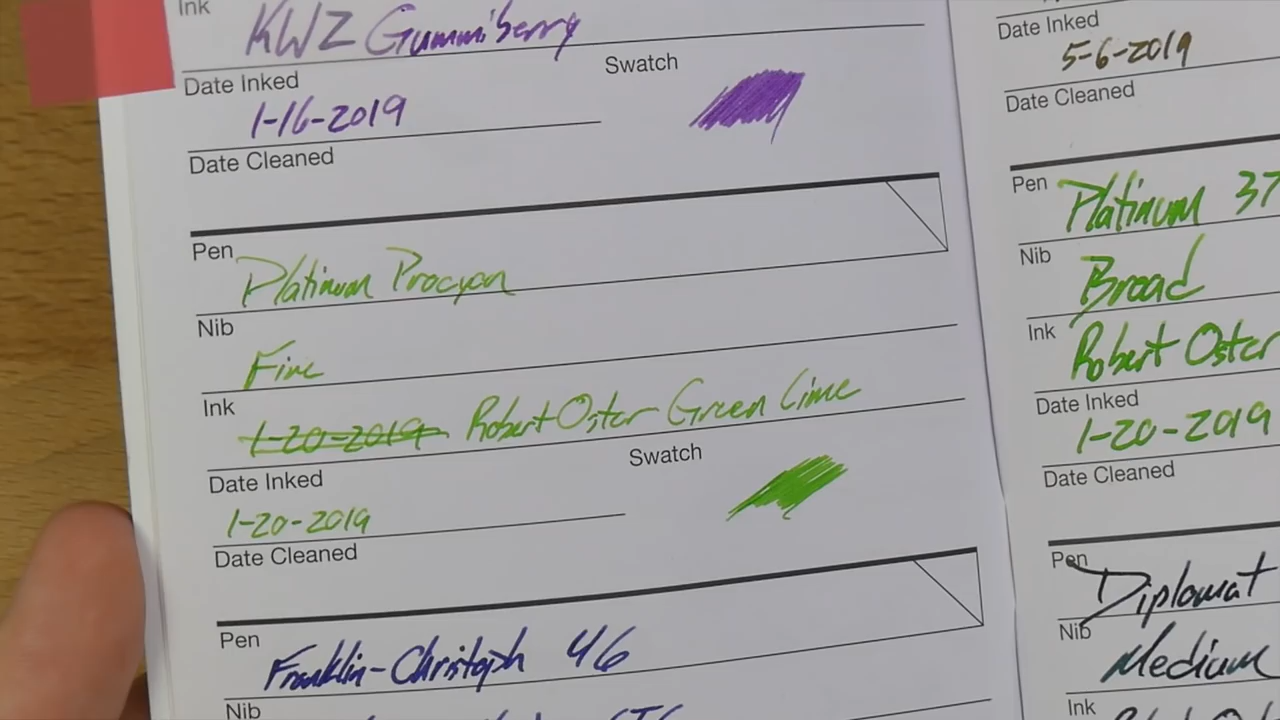 Ink
KWZ Gummiberry
Date Inked
Swatch
1-16-2019
Date Cleaned
Pen
Platinum Procyon
Nib
Fine
Ink
1-20-2019 Robert Oster Green Lime
Date Inked
Swatch
1-20-2019
Date Cleaned
Pen
Franklin-Christoph 46
Nib
Date Inked
5-6-2019
Date Cleaned
Pen
Platinum 37
Nib
Broad
Ink
Robert Oster
Date Inked
1-20-2019
Date Cleaned
Pen
Diplomat
Nib
Medium
Ink